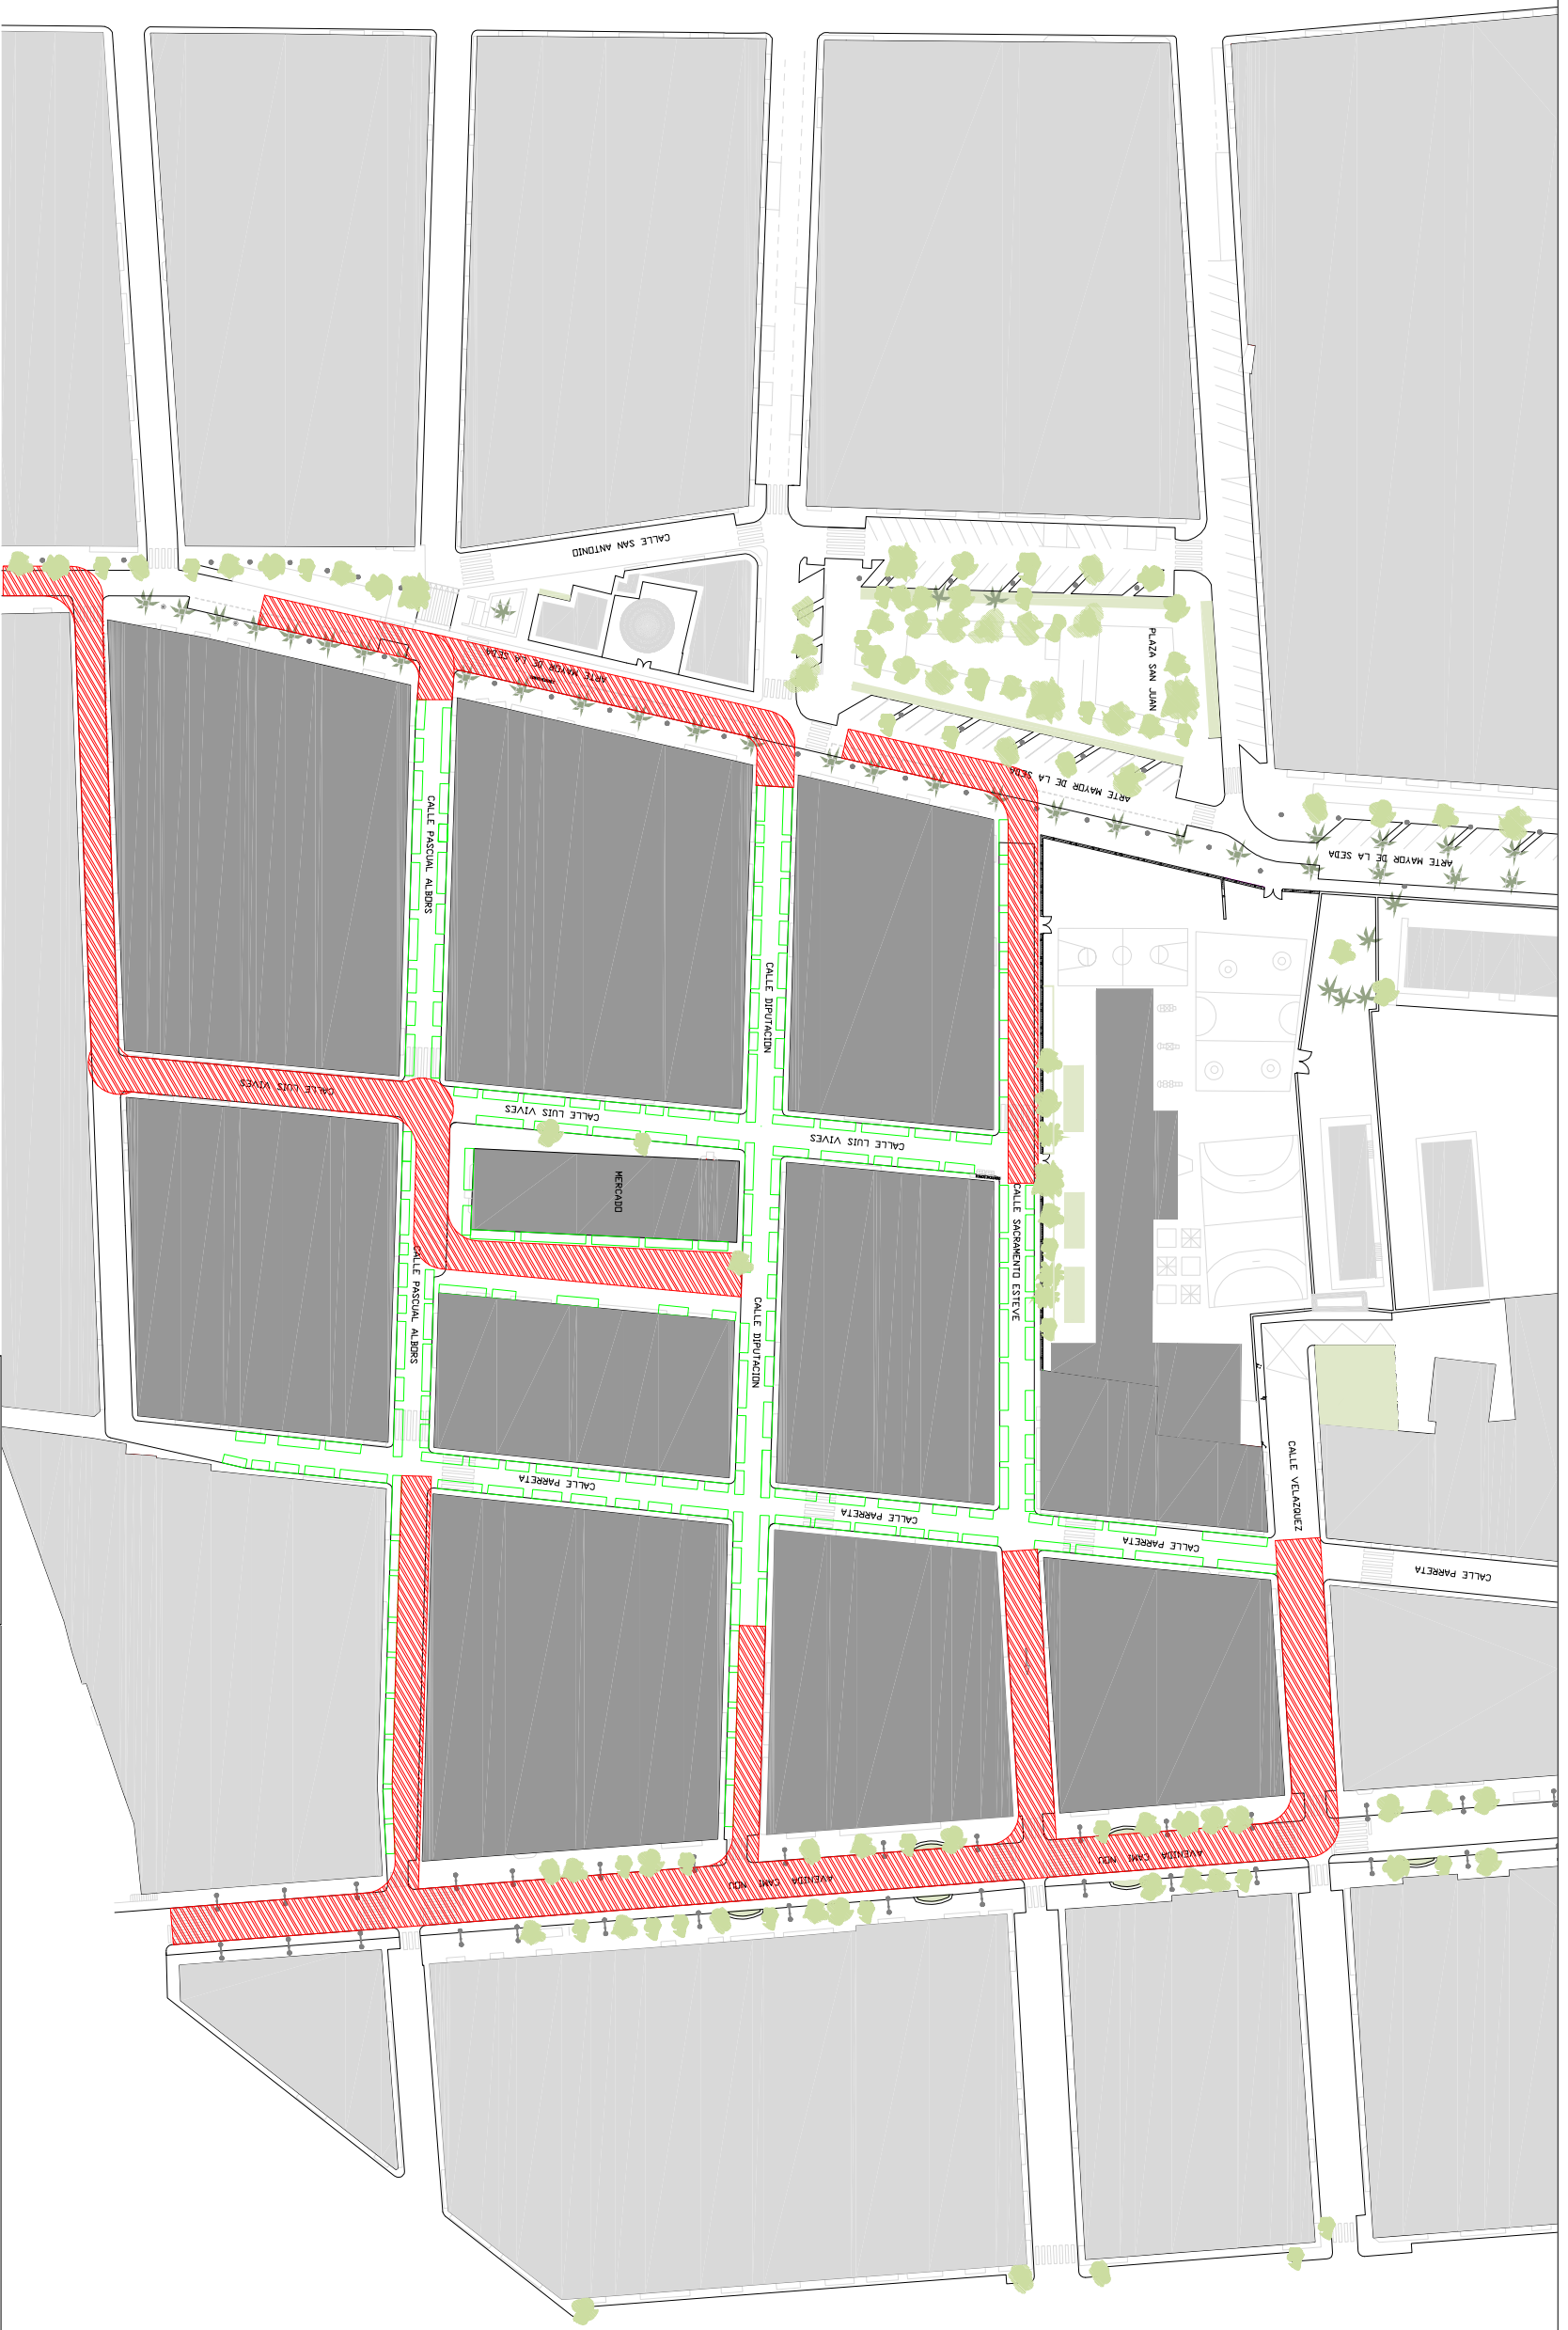 CALLE SAN ANTONIO
PLAZA SAN JUAN
ARTE MAYOR DE LA SEDA
ARTE MAYOR DE LA SEDA
ARTE MAYOR DE LA SEDA
CALLE PASCUAL ALBORS
CALLE DIPUTACION
CALLE LUIS VIVES
CALLE LUIS VIVES
CALLE LUIS VIVES
MERCADO
CALLE SACRAMENTO ESTEVE
CALLE PASCUAL ALBORS
CALLE DIPUTACION
CALLE VELAZQUEZ
CALLE PARRETA
CALLE PARRETA
CALLE PARRETA
CALLE PARRETA
AVENIDA CAMI NOU
AVENIDA CAMI NOU